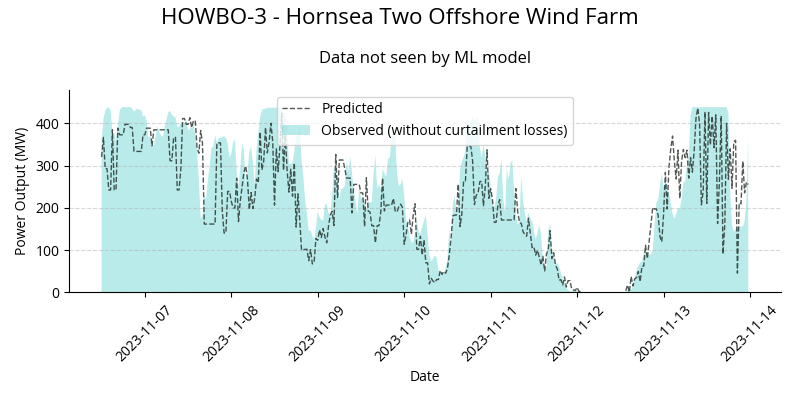 HOWBO-3 - Hornsea Two Offshore Wind Farm
Data not seen by ML model
Predicted
Observed (without curtailment losses)
Power Output (MW)
400
300
200
100
0
2023-11-07
2023-11-08
2023-11-09
2023-11-10
2023-11-11
2023-11-12
2023-11-13
2023-11-14
Date